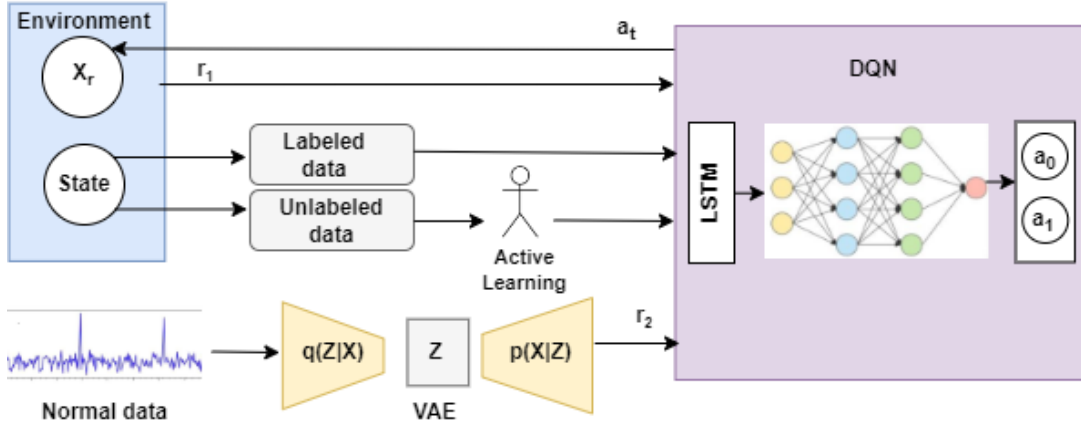 Environment
X_r
a_t
r_1
DQN
State
Labeled
data
Unlabeled
data
Active
Learning
LSTM
a_0
a_1
q(Z|X)
Z
p(X|Z)
r_2
Normal data
VAE